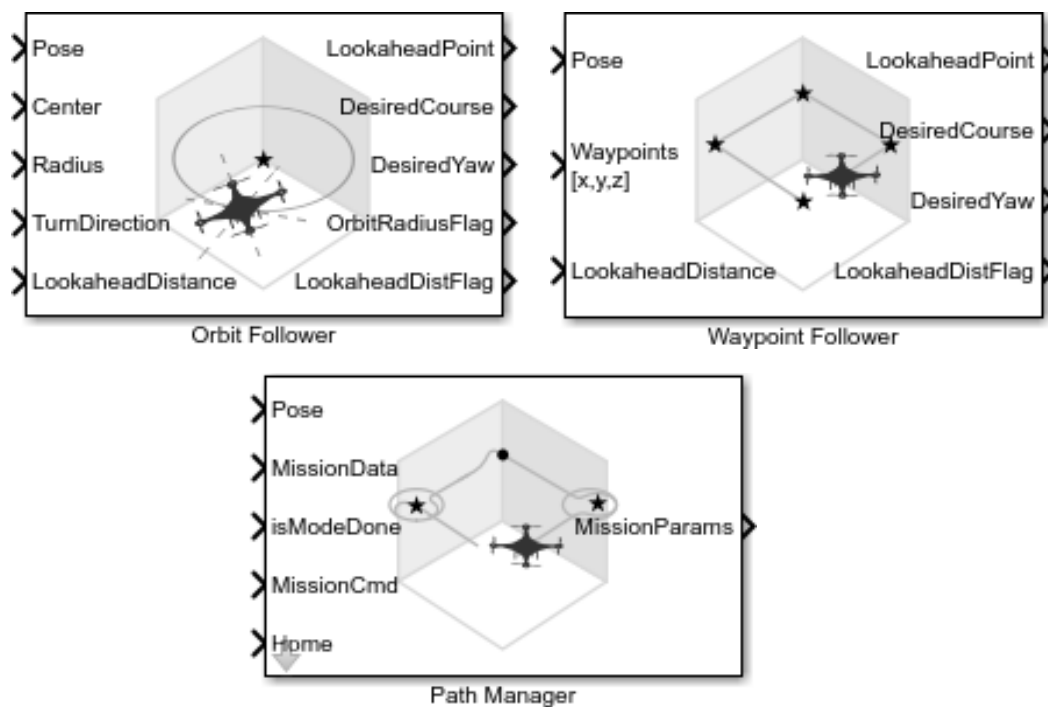 Pose
Center
Radius
TurnDirection
LookaheadDistance
LookaheadPoint
DesiredCourse
DesiredYaw
OrbitRadiusFlag
LookaheadDistFlag
Orbit Follower
Pose
Waypoints
[x,y,z]
LookaheadDistance
LookaheadPoint
DesiredCourse
DesiredYaw
LookaheadDistFlag
Waypoint Follower
Pose
MissionData
isModeDone
MissionCmd
Home
MissionParams
Path Manager